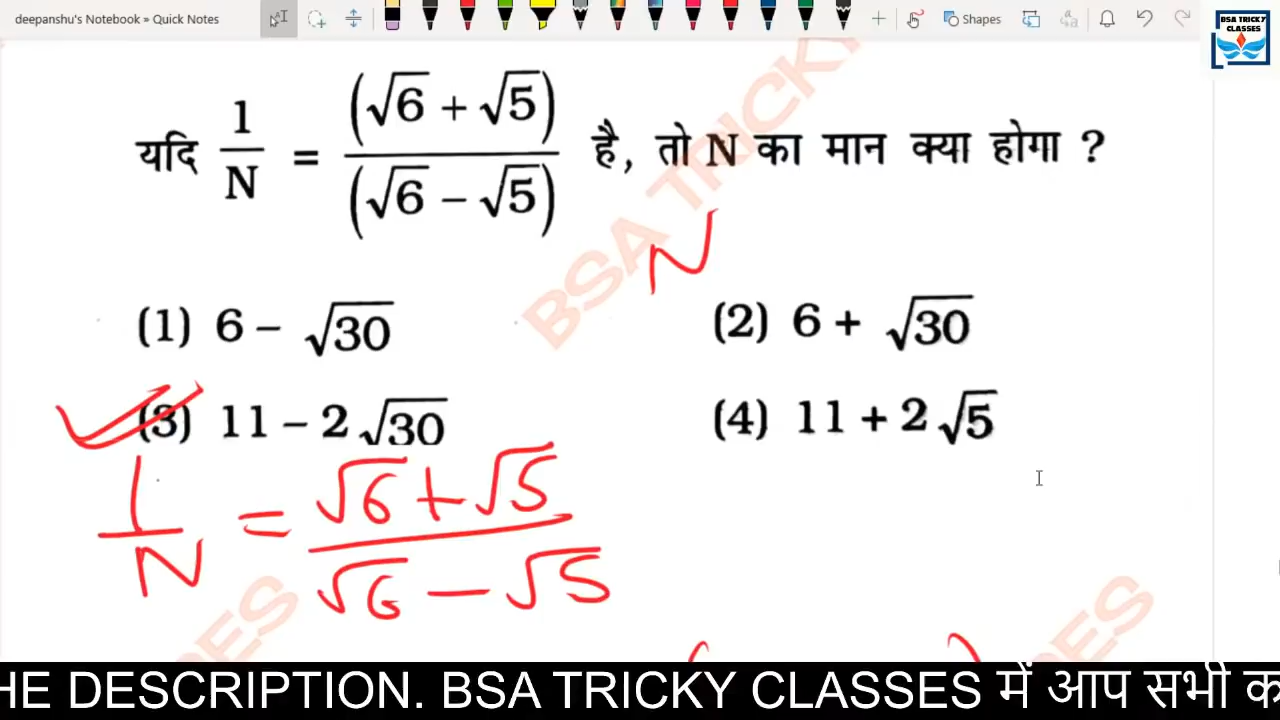 deepanshu's Notebook » Quick Notes
Shapes
BSA TRICKY
CLASSES
यदि 1/N = (√6 + √5)/(√6 − √5) है, तो N का मान क्या होगा ?
N
(1) 6 − √30
(2) 6 + √30
(3) 11 − 2√30
(4) 11 + 2√5
1/N = √6 + √5/√6 − √5
BSA TRICKY
HE DESCRIPTION. BSA TRICKY CLASSES में आप सभी क